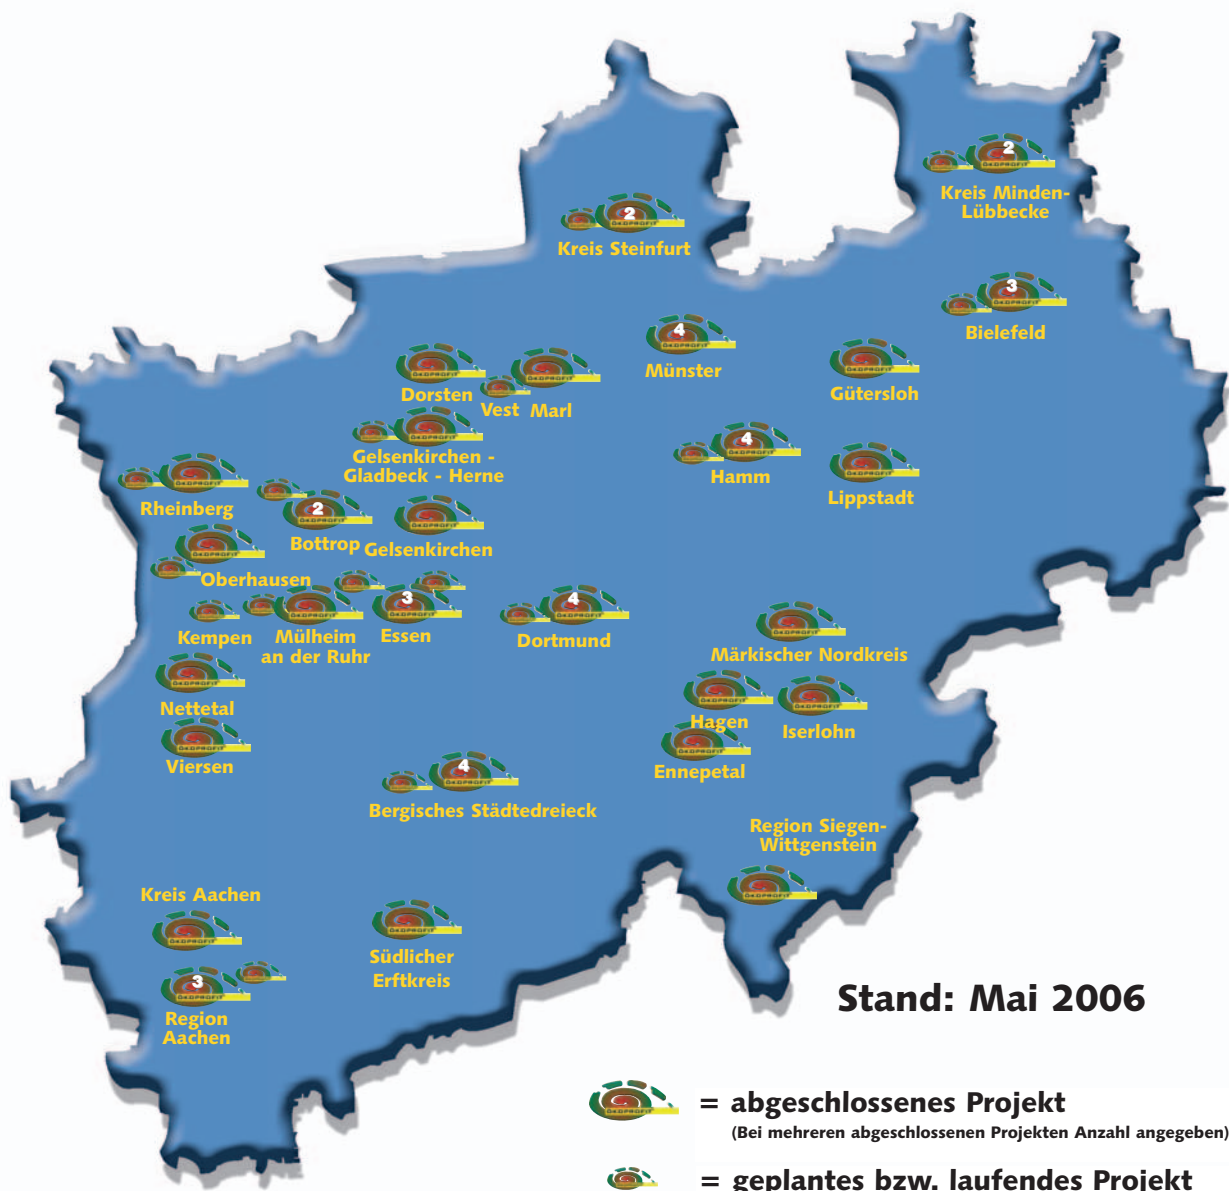 2
Kreis Minden-
Lübbecke
2
Kreis Steinfurt
3
Bielefeld
4
Münster
Gütersloh
Dorsten
Vest
Marl
Gelsenkirchen -
Gladbeck - Herne
4
Hamm
Lippstadt
Rheinberg
2
Bottrop
Gelsenkirchen
Oberhausen
Kempen
Mülheim
an der Ruhr
3
Essen
4
Dortmund
Märkischer Nordkreis
Nettetal
Hagen
Iserlohn
Viersen
Ennepetal
4
Bergisches Städtedreieck
Region Siegen-
Wittgenstein
Kreis Aachen
Südlicher
Erftkreis
3
Region
Aachen
Stand: Mai 2006
ÖKOPROFIT
= abgeschlossenes Projekt
(Bei mehreren abgeschlossenen Projekten Anzahl angegeben)
= geplantes bzw. laufendes Projekt